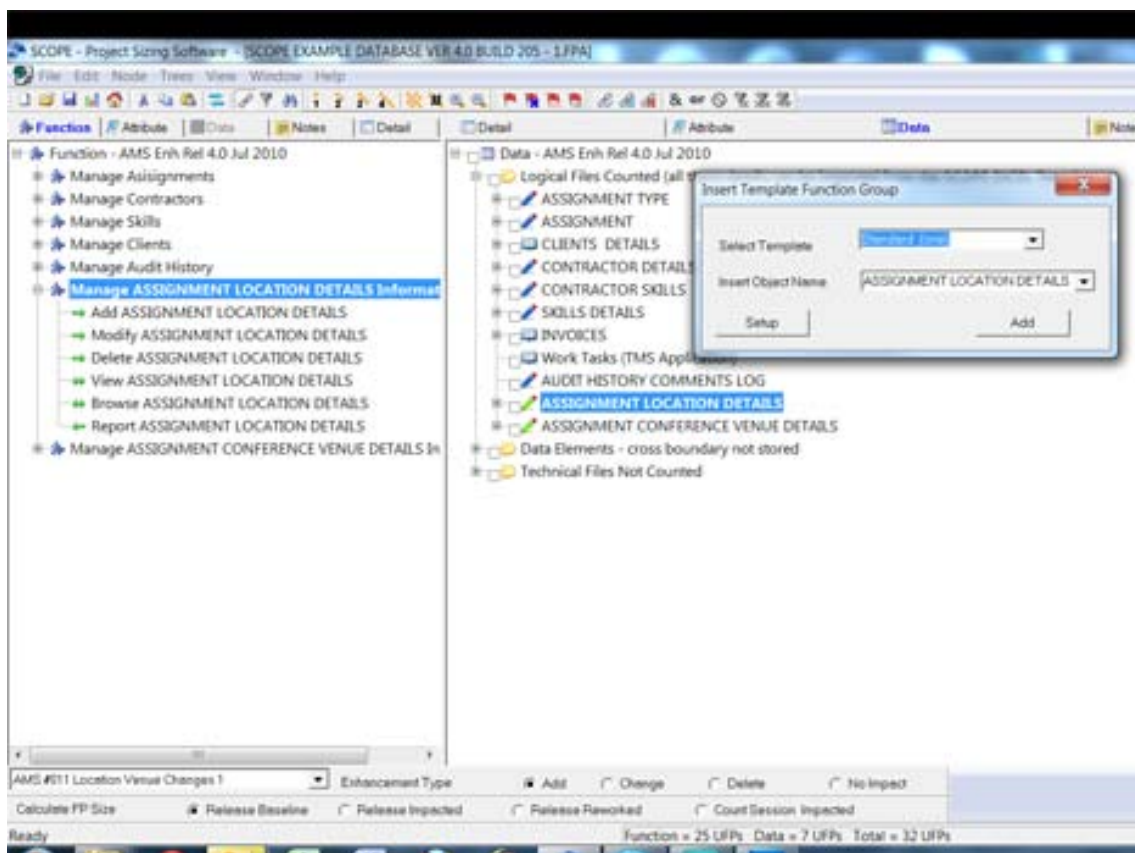 SCOPE - Project Sizing Software - [SCOPE EXAMPLE DATABASE VER 4.0 BUILD 205 - 1.FPA]
File Edit Node Trees View Window Help
Function Attribute Data Notes Detail Detail Attribute Data Note
Function - AMS Enh Rel 4.0 Jul 2010
Manage Asisignments
Manage Contractors
Manage Skills
Manage Clients
Manage Audit History
Manage ASSIGNMENT LOCATION DETAILS Informat
Add ASSIGNMENT LOCATION DETAILS
Modify ASSIGNMENT LOCATION DETAILS
Delete ASSIGNMENT LOCATION DETAILS
View ASSIGNMENT LOCATION DETAILS
Browse ASSIGNMENT LOCATION DETAILS
Report ASSIGNMENT LOCATION DETAILS
Manage ASSIGNMENT CONFERENCE VENUE DETAILS In
Data - AMS Enh Rel 4.0 Jul 2010
Logical Files Counted (all
ASSIGNMENT TYPE
ASSIGNMENT
CLIENTS DETAILS
CONTRACTOR DETAILS
CONTRACTOR SKILLS
SKILLS DETAILS
INVOICES
Work Tasks (TMS Application)
AUDIT HISTORY COMMENTS LOG
ASSIGNMENT LOCATION DETAILS
ASSIGNMENT CONFERENCE VENUE DETAILS
Data Elements - cross boundary not stored
Technical Files Not Counted
Insert Template Function Group
Select Template
Insert Object Name ASSIGNMENT LOCATION DETAILS
Setup Add
AMS #011 Location Venue Changes 1 Enhancement Type Add Change Delete No Impact
Calculate FP Size Release Baseline Release Impacted Release Reworked Count Session Impacted
Ready Function = 25 UFPs Data = 7 UFPs Total = 32 UFPs